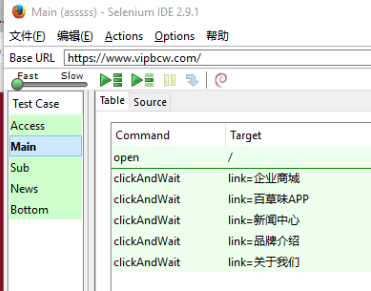 Main (asssss) - Selenium IDE 2.9.1
文件(F) 编辑(E) Actions Options 帮助
Base URL https://www.vipbcw.com/
Fast Slow
Test Case Table Source
Access
Main
Sub
News
Bottom
Command Target
open /
clickAndWait link=企业商城
clickAndWait link=百草味APP
clickAndWait link=新闻中心
clickAndWait link=品牌介绍
clickAndWait link=关于我们